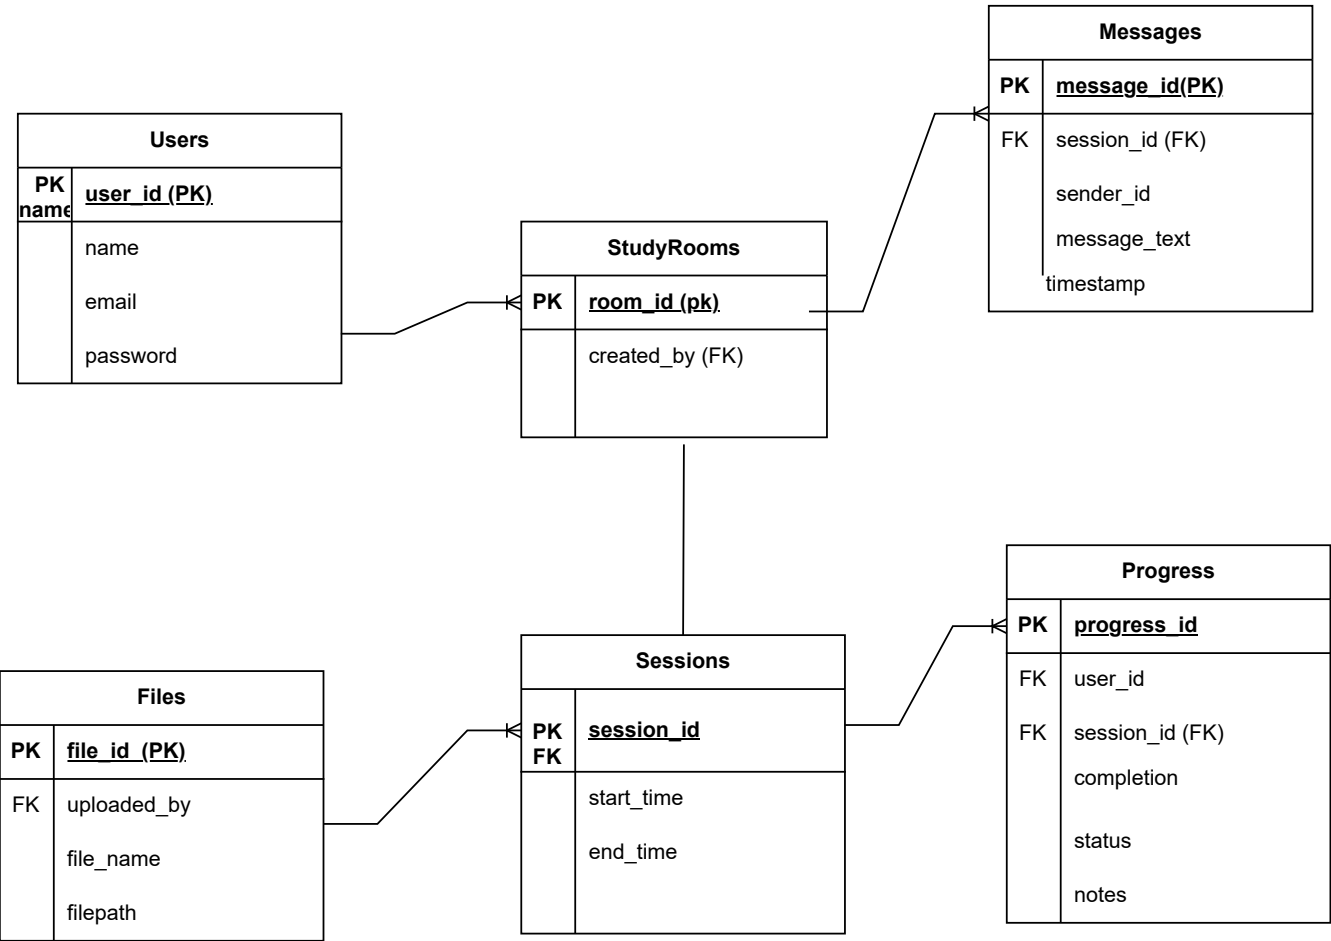 Messages
PK message_id(PK)
FK session_id (FK)
sender_id
message_text
timestamp
Users
PK user_id (PK)
name
name
email
password
StudyRooms
PK room_id (pk)
created_by (FK)
Progress
PK progress_id
FK user_id
FK session_id (FK)
completion
status
notes
Sessions
PK session_id
FK
start_time
end_time
Files
PK file_id (PK)
FK uploaded_by
file_name
filepath